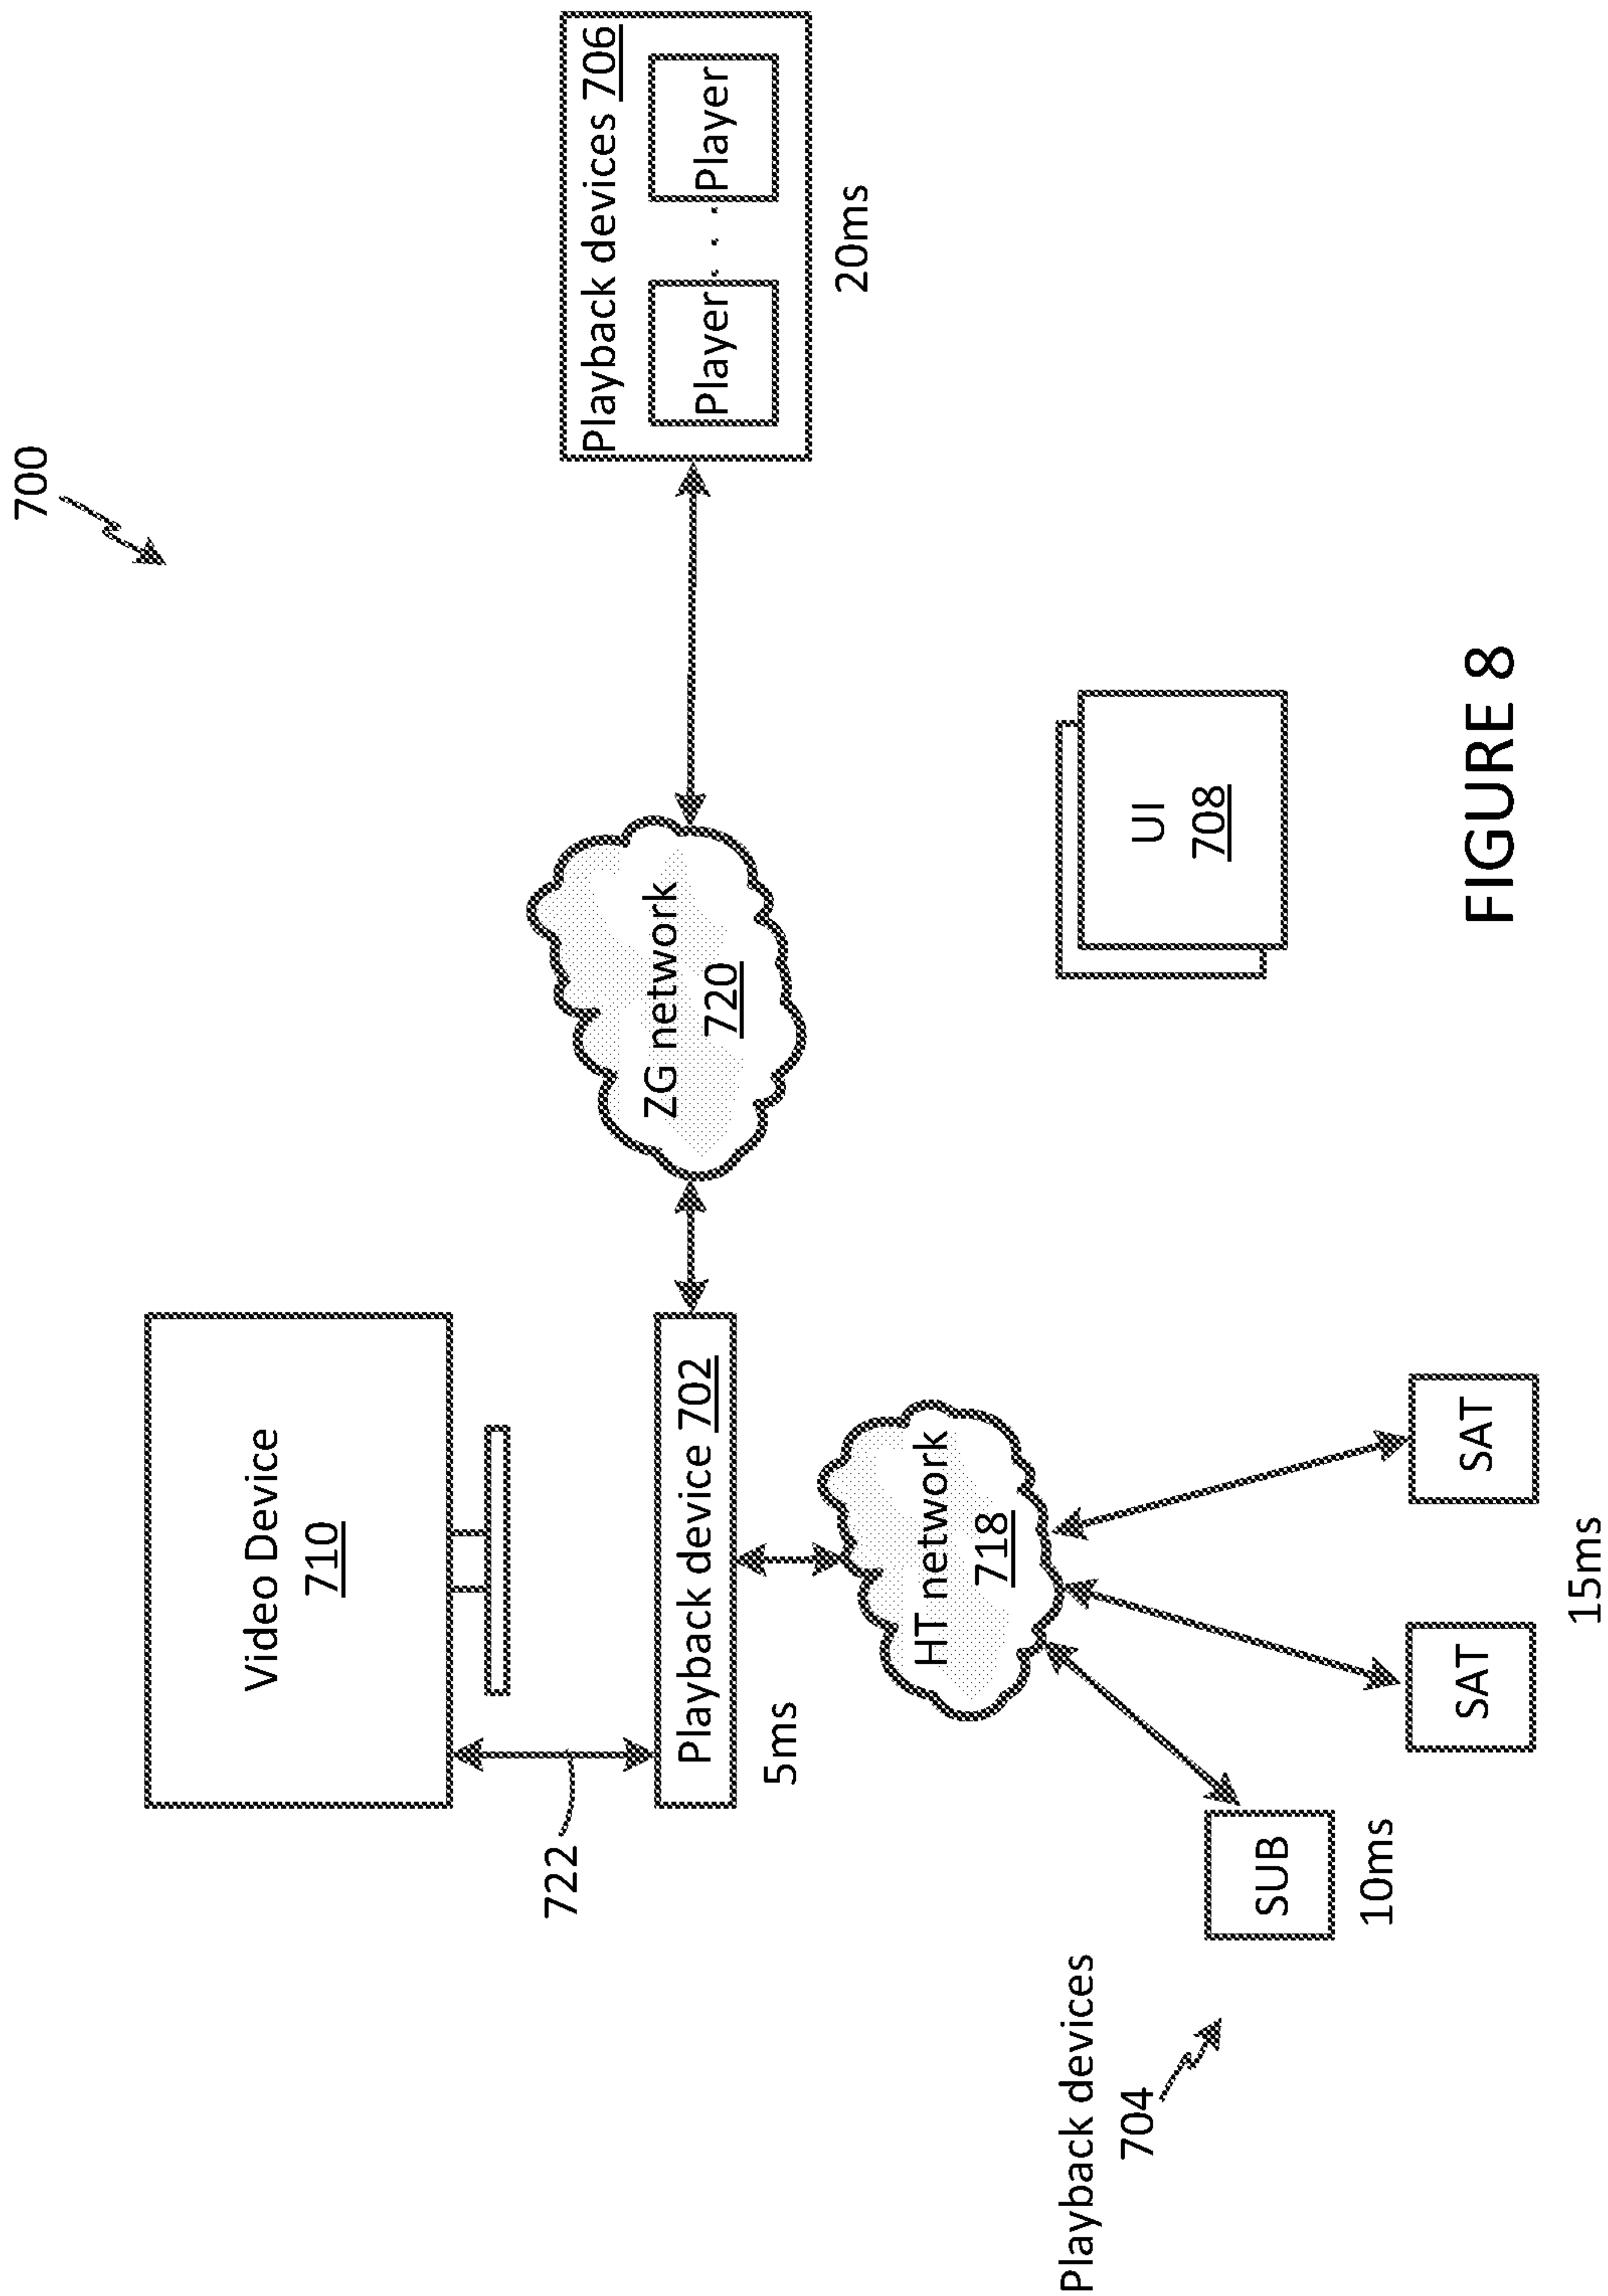 700
Video Device
710
722
Playback device 702
5ms
ZG network
720
Playback devices 706
Player . . . Player
20ms
HT network
718
Playback devices
704
SUB
10ms
SAT
SAT
15ms
UI
708
FIGURE 8